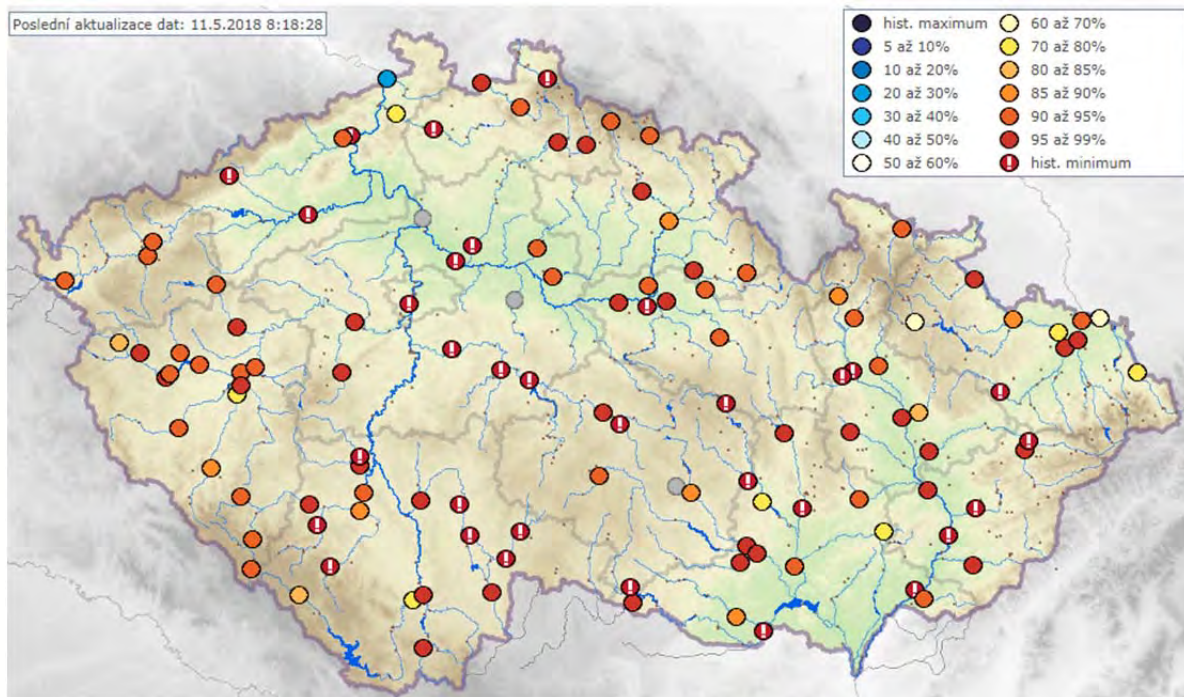 Poslední aktualizace dat: 11.5.2018 8:18:28
hist. maximum
5 až 10%
10 až 20%
20 až 30%
30 až 40%
40 až 50%
50 až 60%
60 až 70%
70 až 80%
80 až 85%
85 až 90%
90 až 95%
95 až 99%
hist. minimum